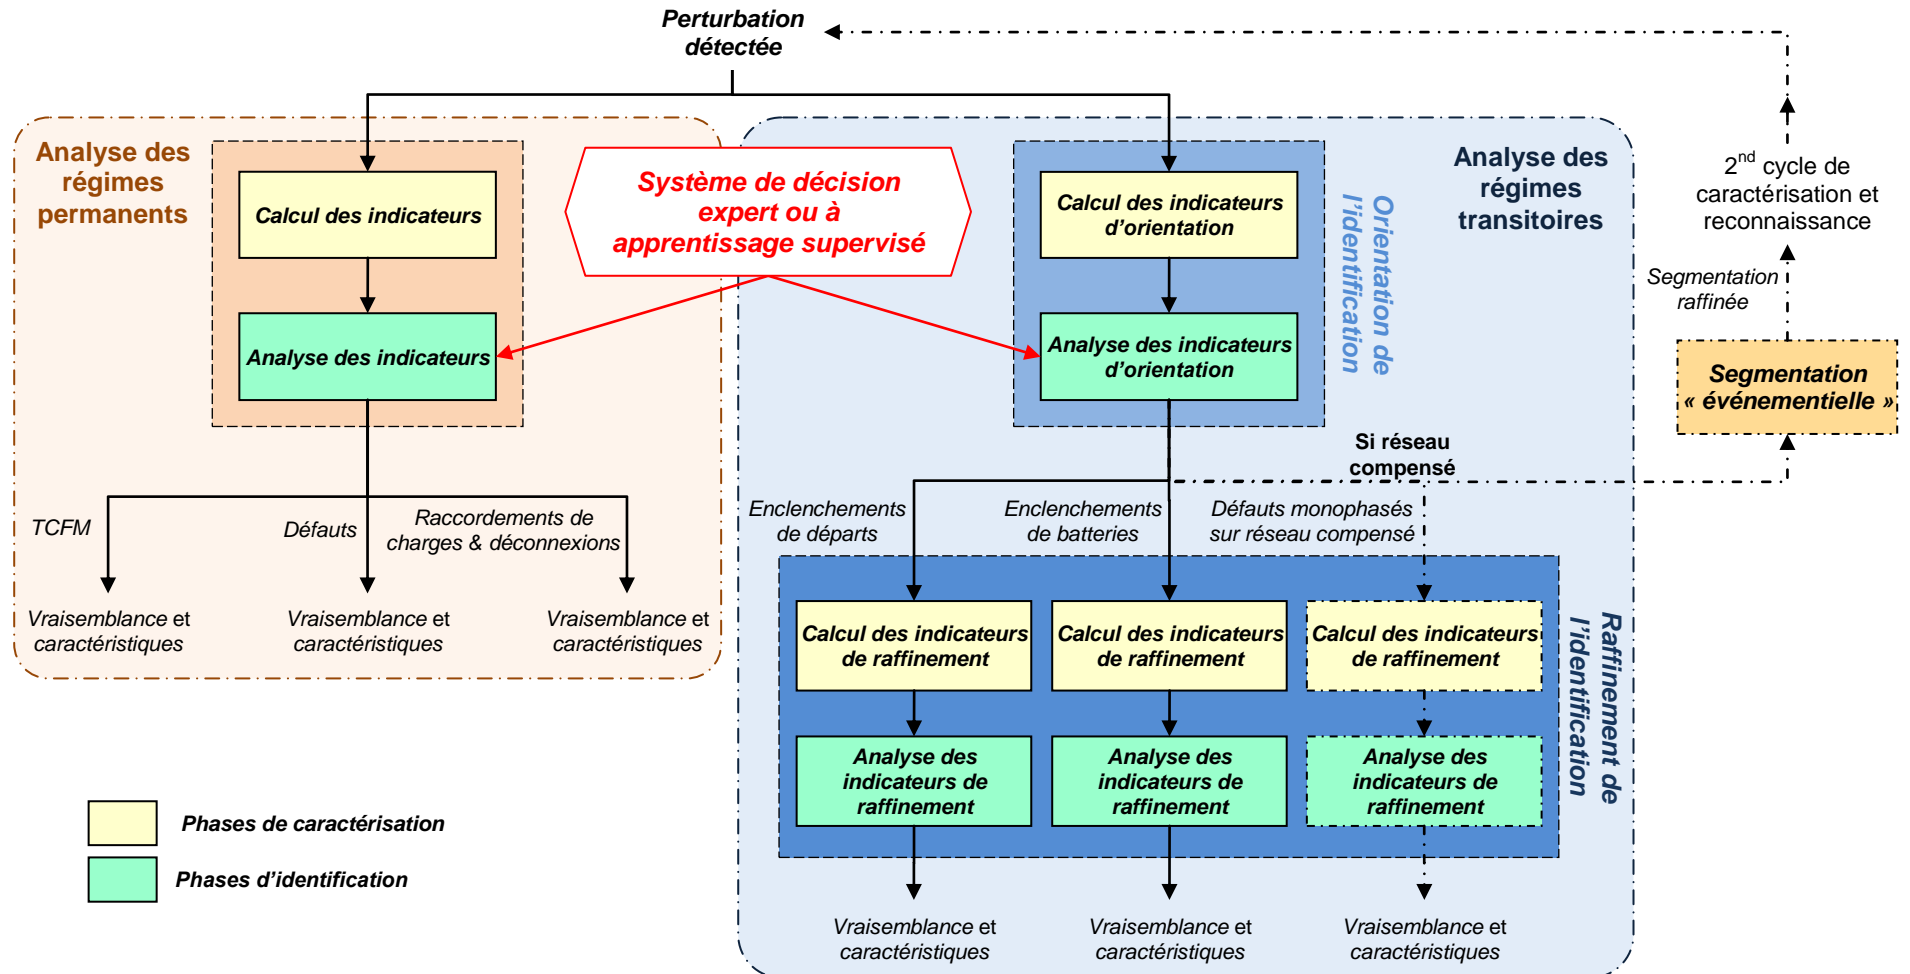 Perturbation
détectée
Analyse des
régimes
permanents
Calcul des indicateurs
Analyse des indicateurs
Système de décision
expert ou à
apprentissage supervisé
Calcul des indicateurs
d'orientation
Analyse des indicateurs
d'orientation
Orientation de
l'identification
Analyse des
régimes
transitoires
2nd cycle de
caractérisation et
reconnaissance
Segmentation
raffinée
Segmentation
« événementielle »
Si réseau
compensé
TCFM
Défauts
Raccordements de
charges & déconnexions
Vraisemblance et
caractéristiques
Vraisemblance et
caractéristiques
Vraisemblance et
caractéristiques
Enclenchements
de départs
Enclenchements
de batteries
Défauts monophasés
sur réseau compensé
Calcul des indicateurs
de raffinement
Calcul des indicateurs
de raffinement
Calcul des indicateurs
de raffinement
Analyse des
indicateurs de
raffinement
Analyse des
indicateurs de
raffinement
Analyse des
indicateurs de
raffinement
Raffinement de
l'identification
Vraisemblance et
caractéristiques
Vraisemblance et
caractéristiques
Vraisemblance et
caractéristiques
Phases de caractérisation
Phases d'identification